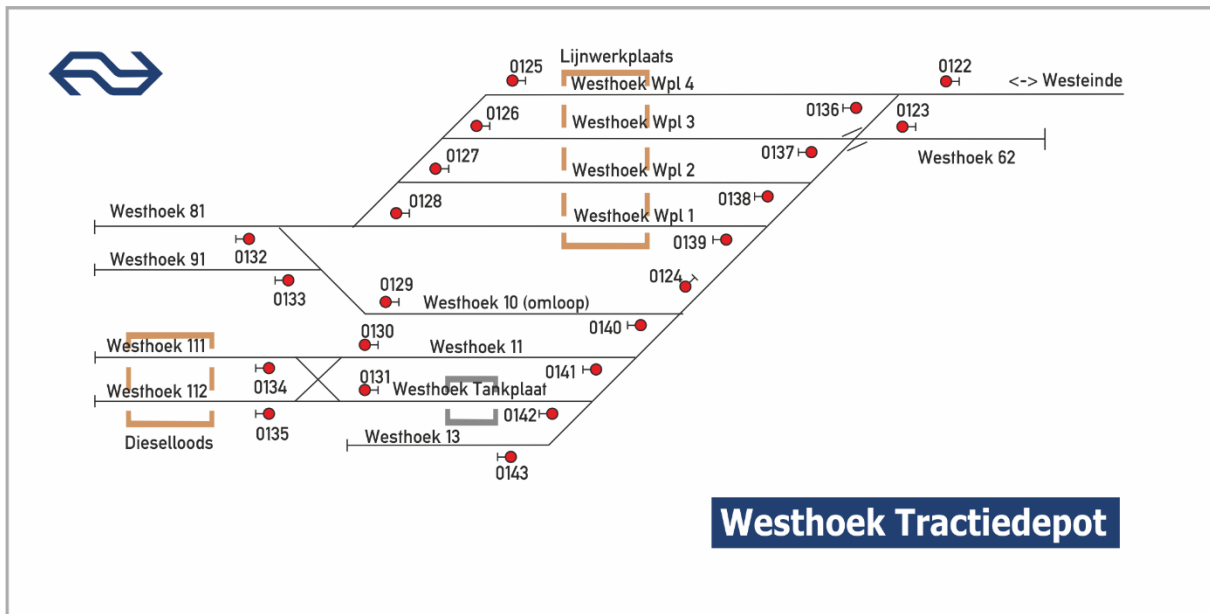 0125
Lijnwerkplaats
0122
Westhoek Wpl 4
<-> Westeinde
0126
0136
0123
Westhoek Wpl 3
0127
0137
Westhoek 62
Westhoek Wpl 2
0128
0138
Westhoek 81
Westhoek Wpl 1
0132
0139
Westhoek 91
0133
0124
0129
Westhoek 10 (omloop)
0130
0140
Westhoek 111
Westhoek 11
0134
0131
0141
Westhoek 112
Westhoek Tankplaat
0135
0142
Dieselloods
Westhoek 13
0143
Westhoek Tractiedepot